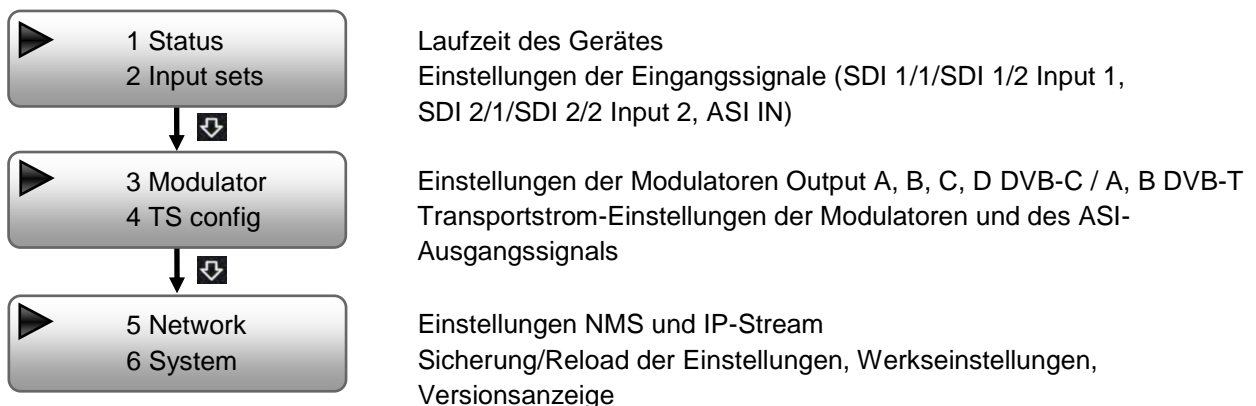 1 Status
2 Input sets
Laufzeit des Gerätes
Einstellungen der Eingangssignale (SDI 1/1/SDI 1/2 Input 1,
SDI 2/1/SDI 2/2 Input 2, ASI IN)
3 Modulator
4 TS config
Einstellungen der Modulatoren Output A, B, C, D DVB-C / A, B DVB-T
Transportstrom-Einstellungen der Modulatoren und des ASI-
Ausgangssignals
5 Network
6 System
Einstellungen NMS und IP-Stream
Sicherung/Reload der Einstellungen, Werkseinstellungen,
Versionsanzeige